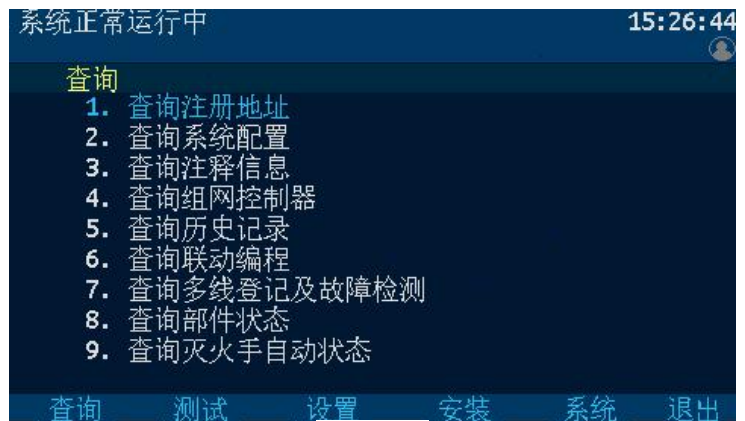 系统正常运行中 15:26:44
查询
1. 查询注册地址
2. 查询系统配置
3. 查询注释信息
4. 查询组网控制器
5. 查询历史记录
6. 查询联动编程
7. 查询多线登记及故障检测
8. 查询部件状态
9. 查询灭火手自动状态
查询 测试 设置 安装 系统 退出